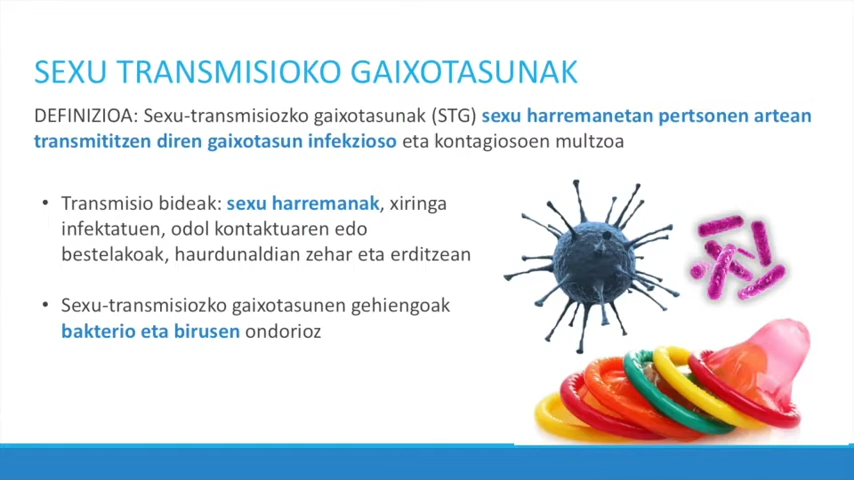 SEXU TRANSMISIOKO GAIXOTASUNAK
DEFINIZIOA: Sexu-transmisiozko gaixotasunak (STG) sexu harremanetan pertsonen artean
transmititzen diren gaixotasun infekzioso eta kontagiosoen multzoa
• Transmisio bideak: sexu harremanak, xiringa
infektatuen, odol kontaktuaren edo
bestelakoak, haurdunaldian zehar eta erditzean
• Sexu-transmisiozko gaixotasunen gehiengoak
bakterio eta birusen ondorioz